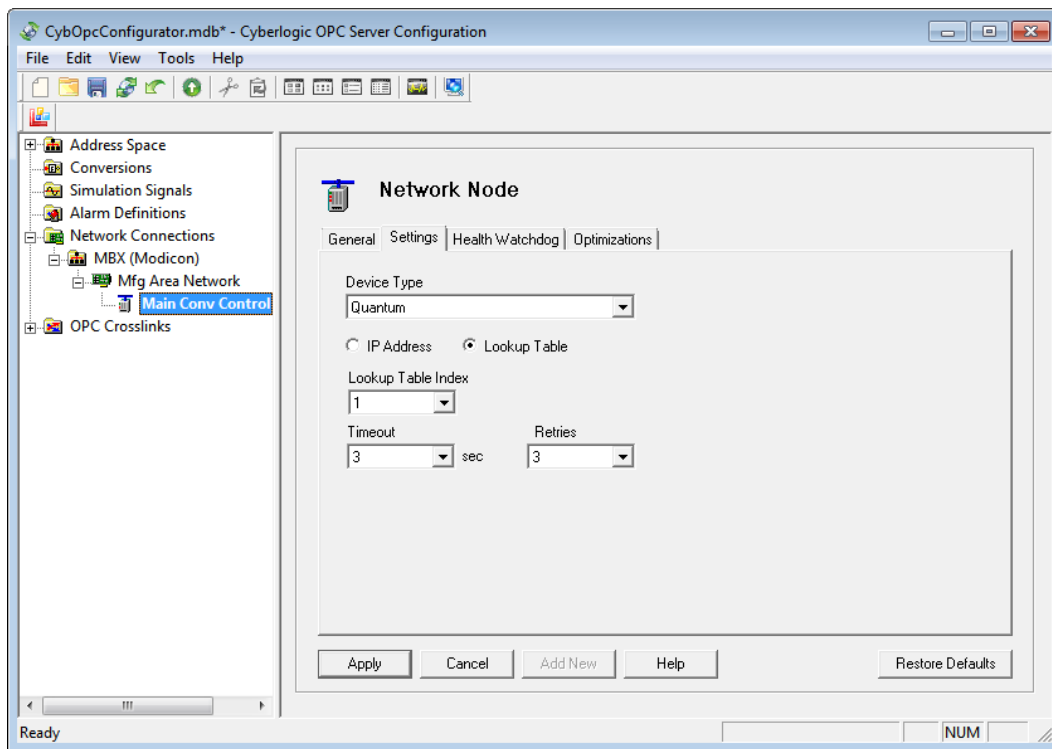 CybOpcConfigurator.mdb* - Cyberlogic OPC Server Configuration
File Edit View Tools Help
Address Space
Conversions
Simulation Signals
Alarm Definitions
Network Connections
MBX (Modicon)
Mfg Area Network
Main Conv Control
OPC Crosslinks
Network Node
General Settings Health Watchdog Optimizations
Device Type
Quantum
IP Address Lookup Table
Lookup Table Index
1
Timeout Retries
3 sec 3
Apply Cancel Add New Help Restore Defaults
Ready NUM